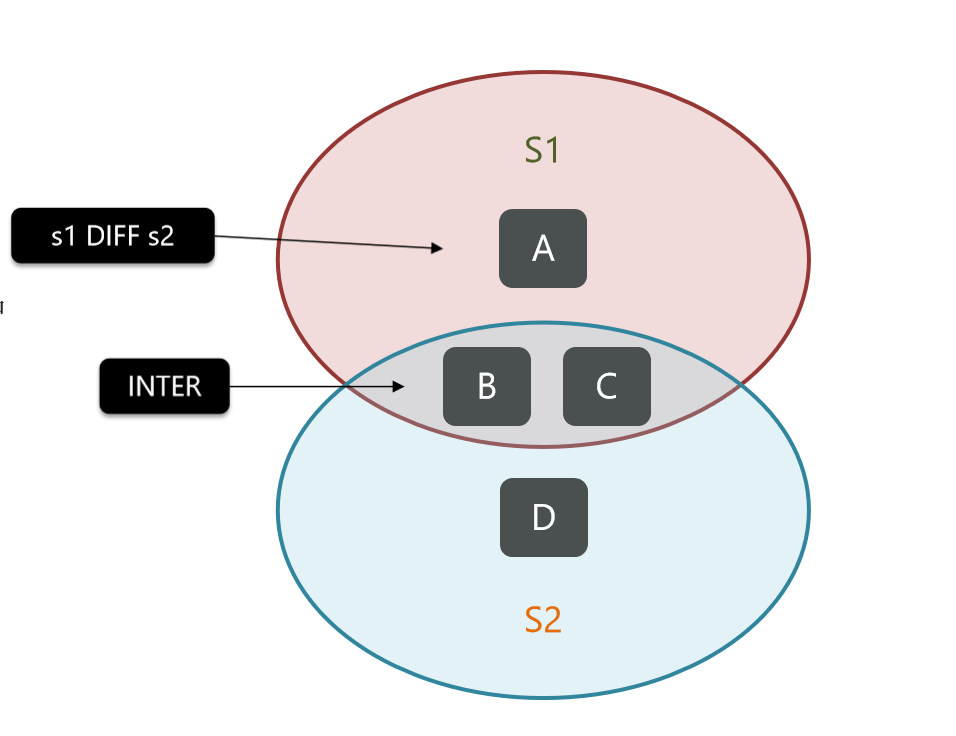 S1
s1 DIFF s2
A
INTER
B
C
D
S2